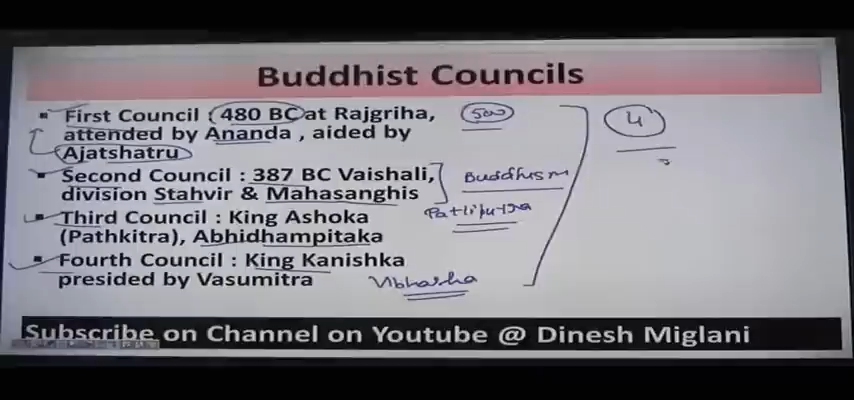 Buddhist Councils
▪ First Council : 480 BC at Rajgriha, 500 4
attended by Ananda , aided by
Ajatshatru
▪ Second Council : 387 BC Vaishali, Buddhism
division Stahvir & Mahasanghis
▪ Third Council : King Ashoka Patliputra
(Pathkitra), Abhidhampitaka
▪ Fourth Council : King Kanishka
presided by Vasumitra Vibhasha
Subscribe on Channel on Youtube @ Dinesh Miglani